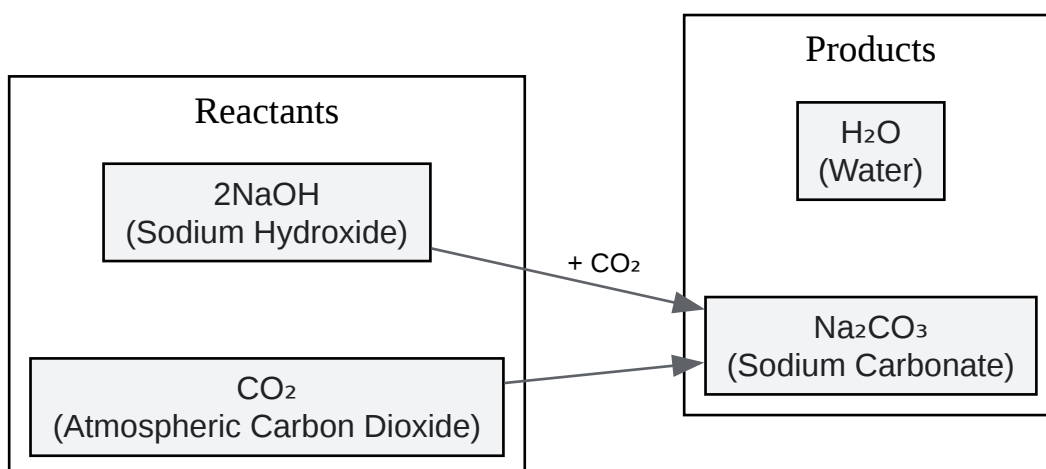 Reactants
2NaOH
(Sodium Hydroxide)
CO₂
(Atmospheric Carbon Dioxide)
+ CO₂
Products
H₂O
(Water)
Na₂CO₃
(Sodium Carbonate)